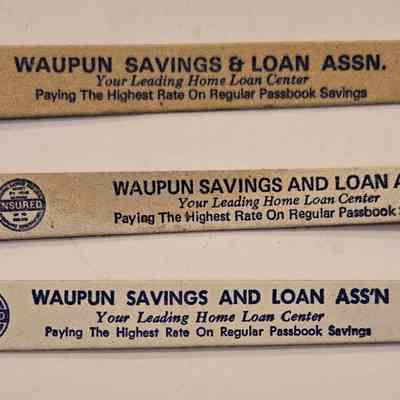 WAUPUN SAVINGS & LOAN ASSN.
Your Leading Home Loan Center
Paying The Highest Rate On Regular Passbook Savings
INSURED
WAUPUN SAVINGS AND LOAN A
Your Leading Home Loan Center
Paying The Highest Rate On Regular Passbook S
WAUPUN SAVINGS AND LOAN ASS'N
Your Leading Home Loan Center
Paying The Highest Rate On Regular Passbook Savings